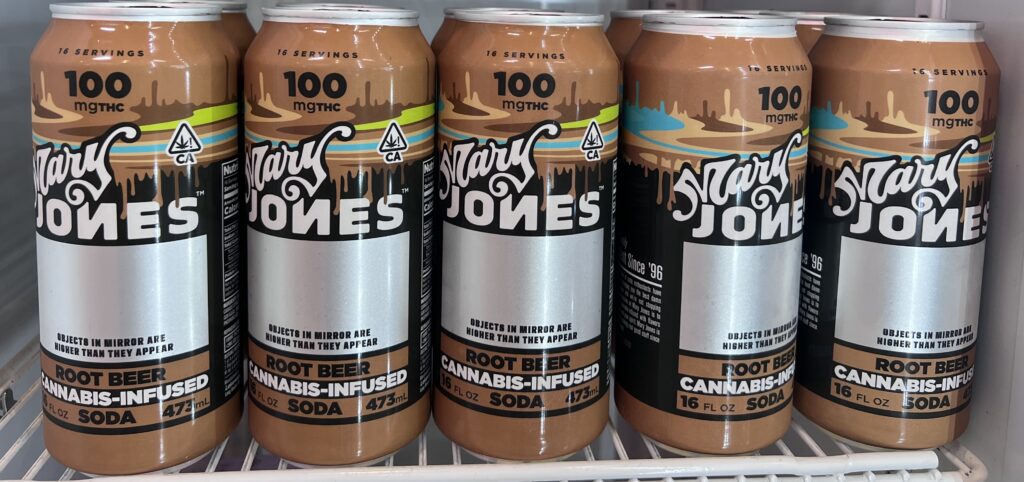 16 SERVINGS
100
mgTHC
CA
Mary
JONES™
OBJECTS IN MIRROR ARE
HIGHER THAN THEY APPEAR
ROOT BEER
CANNABIS-INFUSED
FL OZ SODA 473mL
16 SERVINGS
100
mgTHC
CA
Mary
JONES™
OBJECTS IN MIRROR ARE
HIGHER THAN THEY APPEAR
ROOT BEER
CANNABIS-INFUSED
16 FL OZ SODA 473mL
16 SERVINGS
100
mgTHC
CA
Mary
JONES™
OBJECTS IN MIRROR ARE
HIGHER THAN THEY APPEAR
ROOT BEER
CANNABIS-INFUSED
16 FL OZ SODA 473mL
16 SERVINGS
100
mgTHC
Mary
JONES
Since '96
OBJECTS IN MIRROR ARE
HIGHER THAN THEY APPEAR
ROOT BEER
CANNABIS-INFUSED
16 FL OZ SODA
16 SERVINGS
100
mgTHC
Mary
JONES
'96
OBJECTS IN MIRROR ARE
HIGHER THAN THEY APPEAR
ROOT BEER
CANNABIS-INFUSED
16 FL OZ SODA 473mL